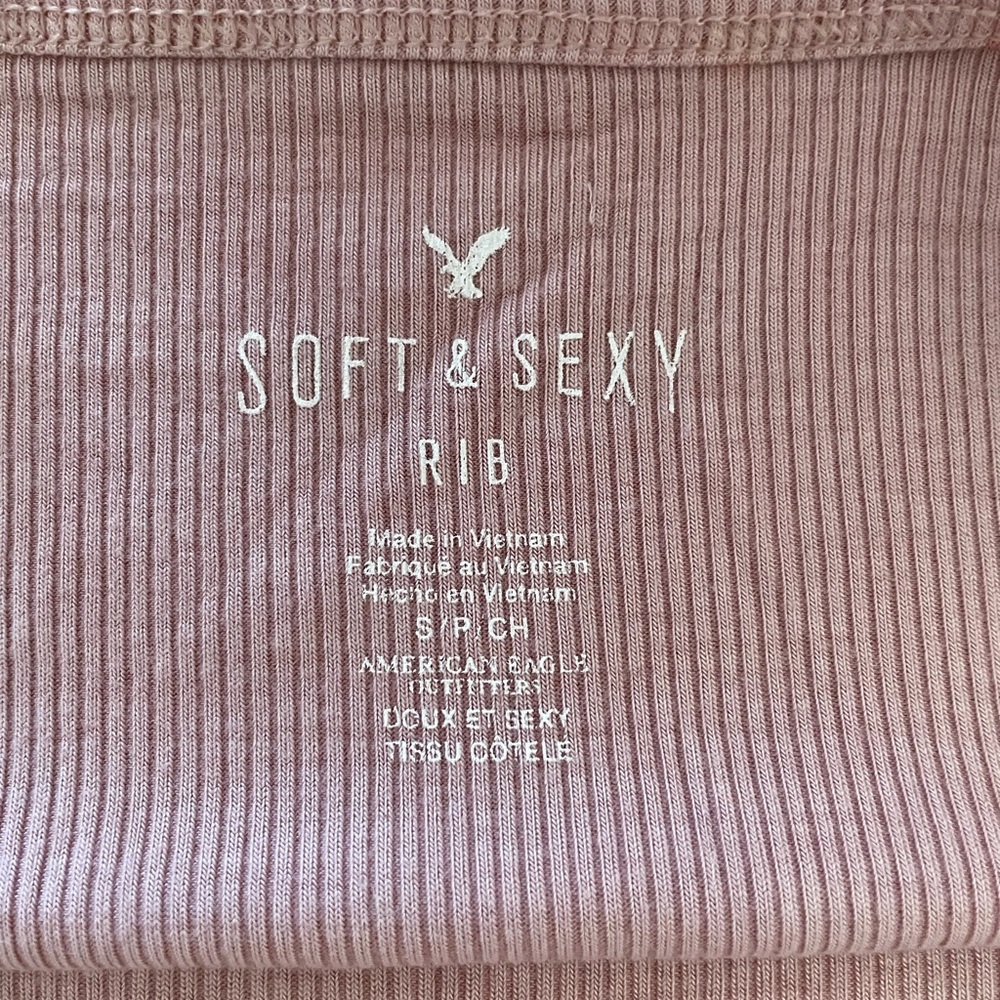 SOFT & SEXY
RIB
Made in Vietnam
Fabriqué au Vietnam
Hecho en Vietnam
S/P/CH
AMERICAN EAGLE
OUTFITTERS
DOUX ET SEXY
TISSU CÔTELÉ